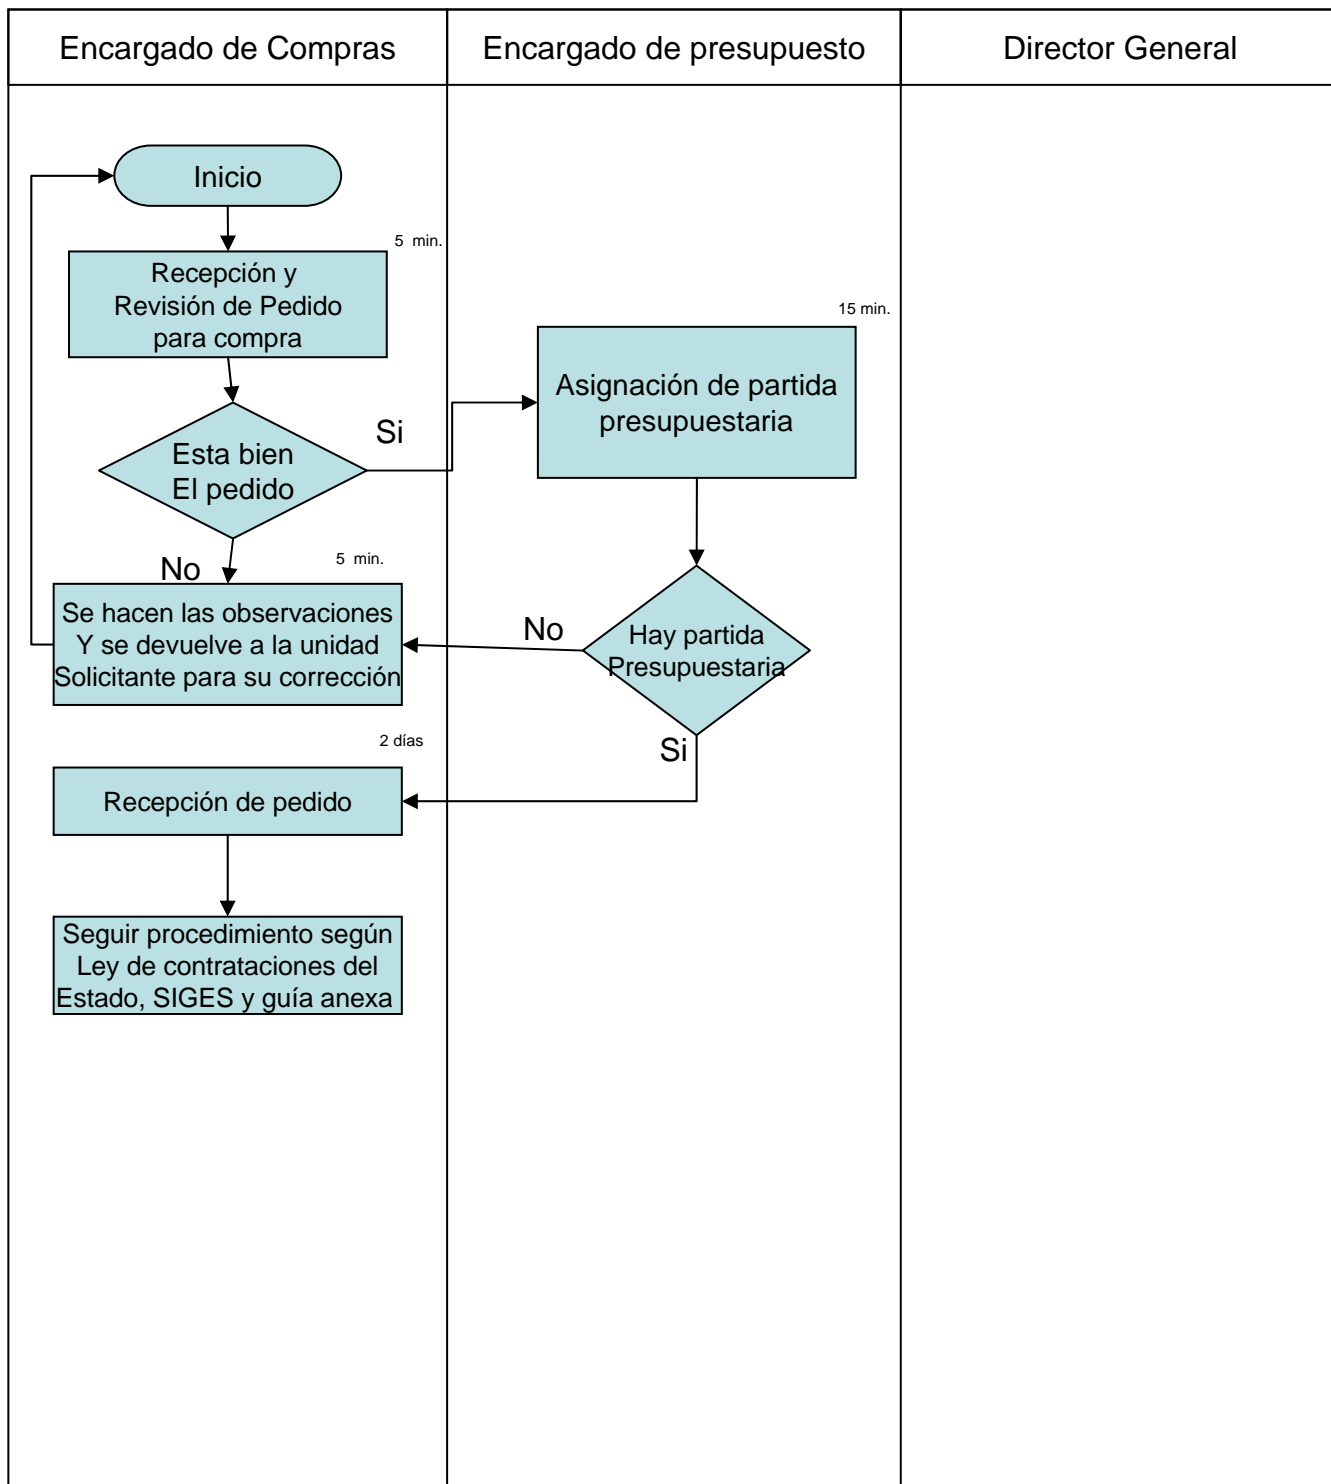 Encargado de Compras
Encargado de presupuesto
Director General
Inicio
5 min.
Recepción y
Revisión de Pedido
para compra
15 min.
Asignación de partida
presupuestaria
Si
Esta bien
El pedido
No
5 min.
Se hacen las observaciones
Y se devuelve a la unidad
Solicitante para su corrección
No
Hay partida
Presupuestaria
Si
2 días
Recepción de pedido
Seguir procedimiento según
Ley de contrataciones del
Estado, SIGES y guía anexa